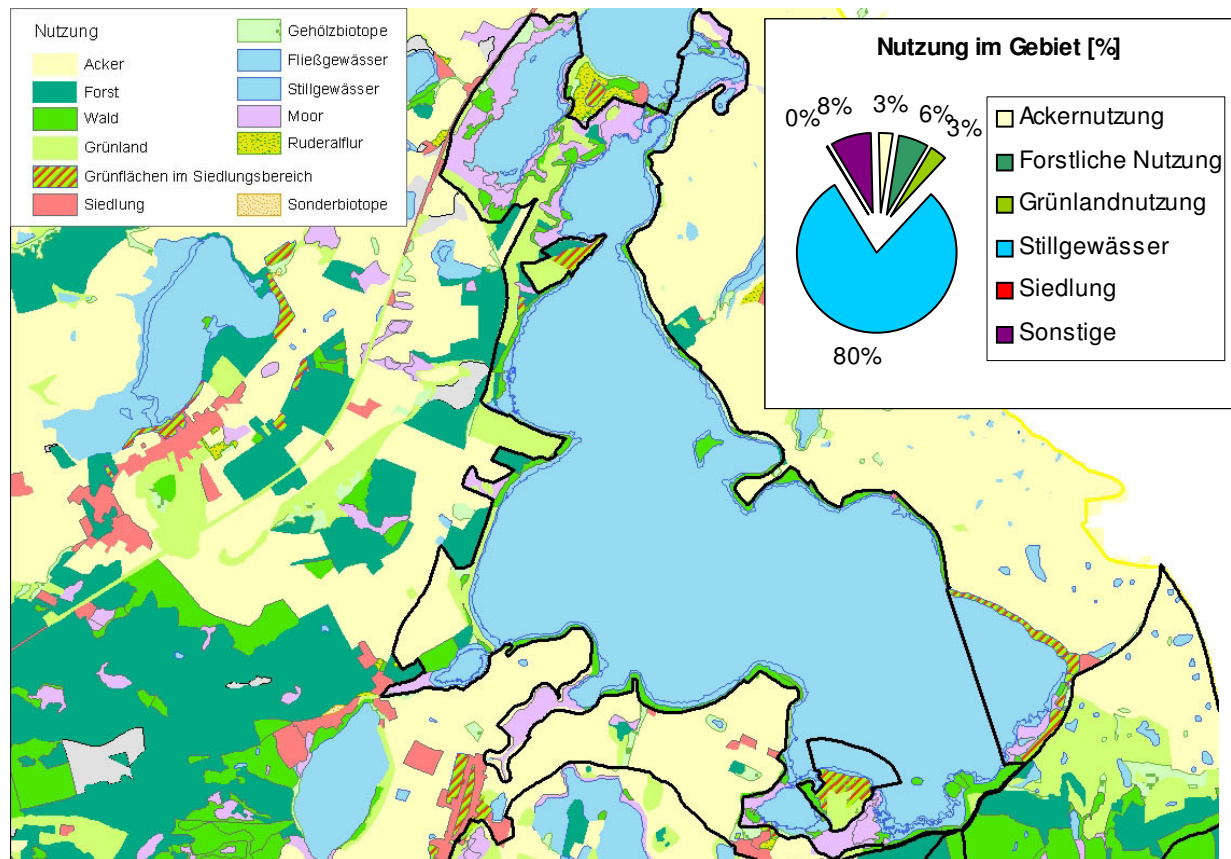 Nutzung
Acker
Forst
Wald
Grünland
Grünflächen im Siedlungsbereich
Siedlung
Gehölzbiotope
Fließgewässer
Stillgewässer
Moor
Ruderalflur
Sonderbiotope
Nutzung im Gebiet [%]
0%
8%
3%
6%
3%
80%
Ackernutzung
Forstliche Nutzung
Grünlandnutzung
Stillgewässer
Siedlung
Sonstige